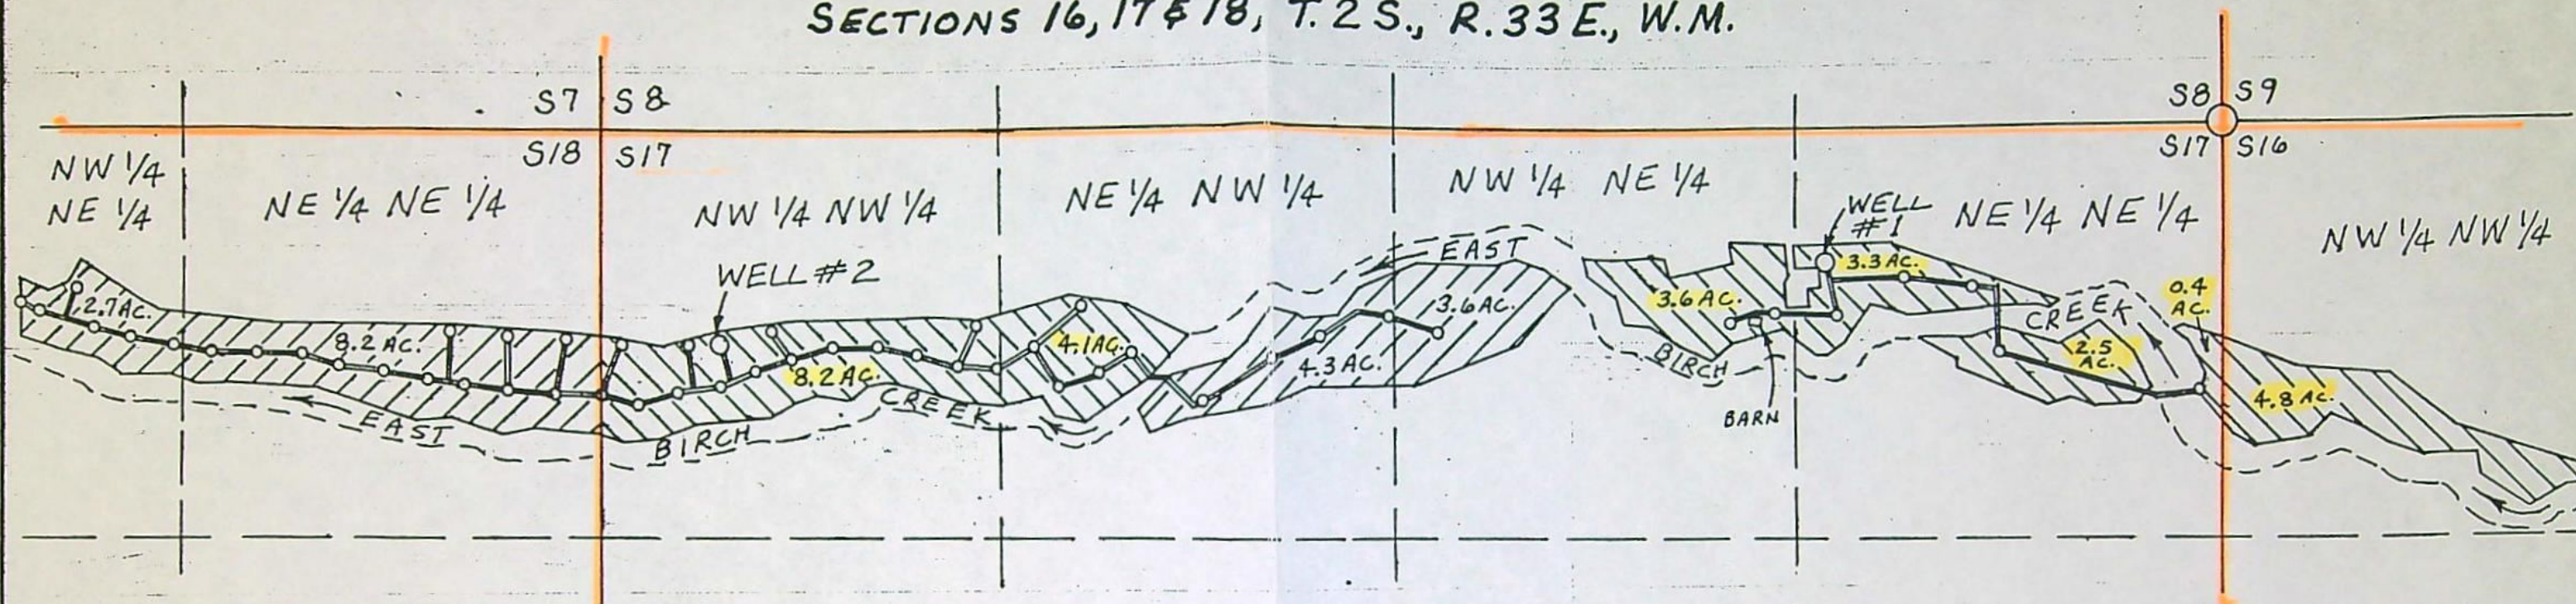 SECTIONS 16, 17 & 18, T. 2 S., R. 33 E., W.M.
S7 S8
S8 S9
S18 S17
S17 S16
NW 1/4
NE 1/4
NE 1/4 NE 1/4
NW 1/4 NW 1/4
NE 1/4 NW 1/4
NW 1/4 NE 1/4
WELL
#1
NE 1/4 NE 1/4
NW 1/4 NW 1/4
WELL #2
EAST
2.7 AC.
8.2 AC.
8.2 AC.
4.1 AC.
4.3 AC.
3.6 AC.
3.6 AC.
3.3 AC.
CREEK
0.4
AC.
2.5
AC.
4.8 AC.
BIRCH
BARN
EAST
BIRCH
CREEK